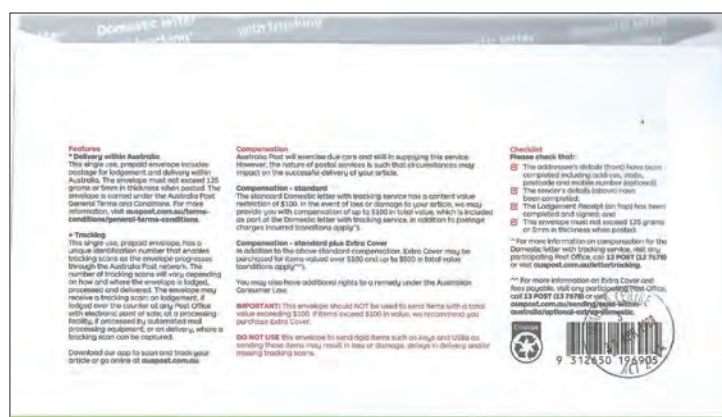 Domestic letter
with tracking
Features
* Delivery within Australia
This single use, prepaid envelope includes
postage for lodgement and delivery within
Australia. The envelope must not exceed 125
grams or 5mm in thickness when posted. The
envelope is carried under the Australia Post
General Terms and Conditions. For more
information, visit auspost.com.au/terms-
conditions/general-terms-conditions.
+ Tracking
This single use, prepaid envelope, has a
unique identification number that enables
tracking scans as the envelope progresses
through the Australia Post network. The
number of tracking scans will vary depending
on how and where the envelope is lodged,
processed and delivered. The envelope may
receive a tracking scan: on lodgement, if
lodged over the counter at any Post Office
with electronic point of sale; at a processing
facility, if processed by automated mail
processing equipment; or on delivery, where a
tracking scan can be captured.
Download our app to scan and track your
article or go online at auspost.com.au
Compensation
Australia Post will exercise due care and skill in supplying this service.
However, the nature of postal services is such that circumstances may
impact on the successful delivery of your article.
Compensation - standard
The standard Domestic letter with tracking service has a content value
restriction of $100. In the event of loss or damage to your article, we may
provide you with compensation of up to $100 in total value, which is included
as part of the Domestic letter with tracking service, in addition to postage
charges incurred (conditions apply^).
Compensation - standard plus Extra Cover
In addition to the above standard compensation, Extra Cover may be
purchased for items valued over $100 and up to $500 in total value
(conditions apply^^).
You may also have additional rights to a remedy under the Australian
Consumer Law.
IMPORTANT: This envelope should NOT be used to send items with a total
value exceeding $100. If items exceed $100 in value, we recommend you
purchase Extra Cover.
DO NOT USE this envelope to send rigid items such as keys and USBs as
sending these items may result in loss or damage, delays in delivery and/or
missing tracking scans.
Checklist
Please check that:
The addressee's details (front) have been
completed including address, state,
postcode and mobile number (optional);
The sender's details (above) have
been completed;
The Lodgement Receipt (on flap) has been
completed and signed; and
This envelope must not exceed 125 grams
or 5mm in thickness when posted.
^ For more information on compensation for the
Domestic letter with tracking service, visit any
participating Post Office, call 13 POST (13 7678)
or visit auspost.com.au/lettertracking.
^^ For more information on Extra Cover and
fees payable, visit any participating Post Office,
call 13 POST (13 7678) or visit
auspost.com.au/sending/mail-within-
australia/optional-extras-domestic.
Envelope
9 312650 196905